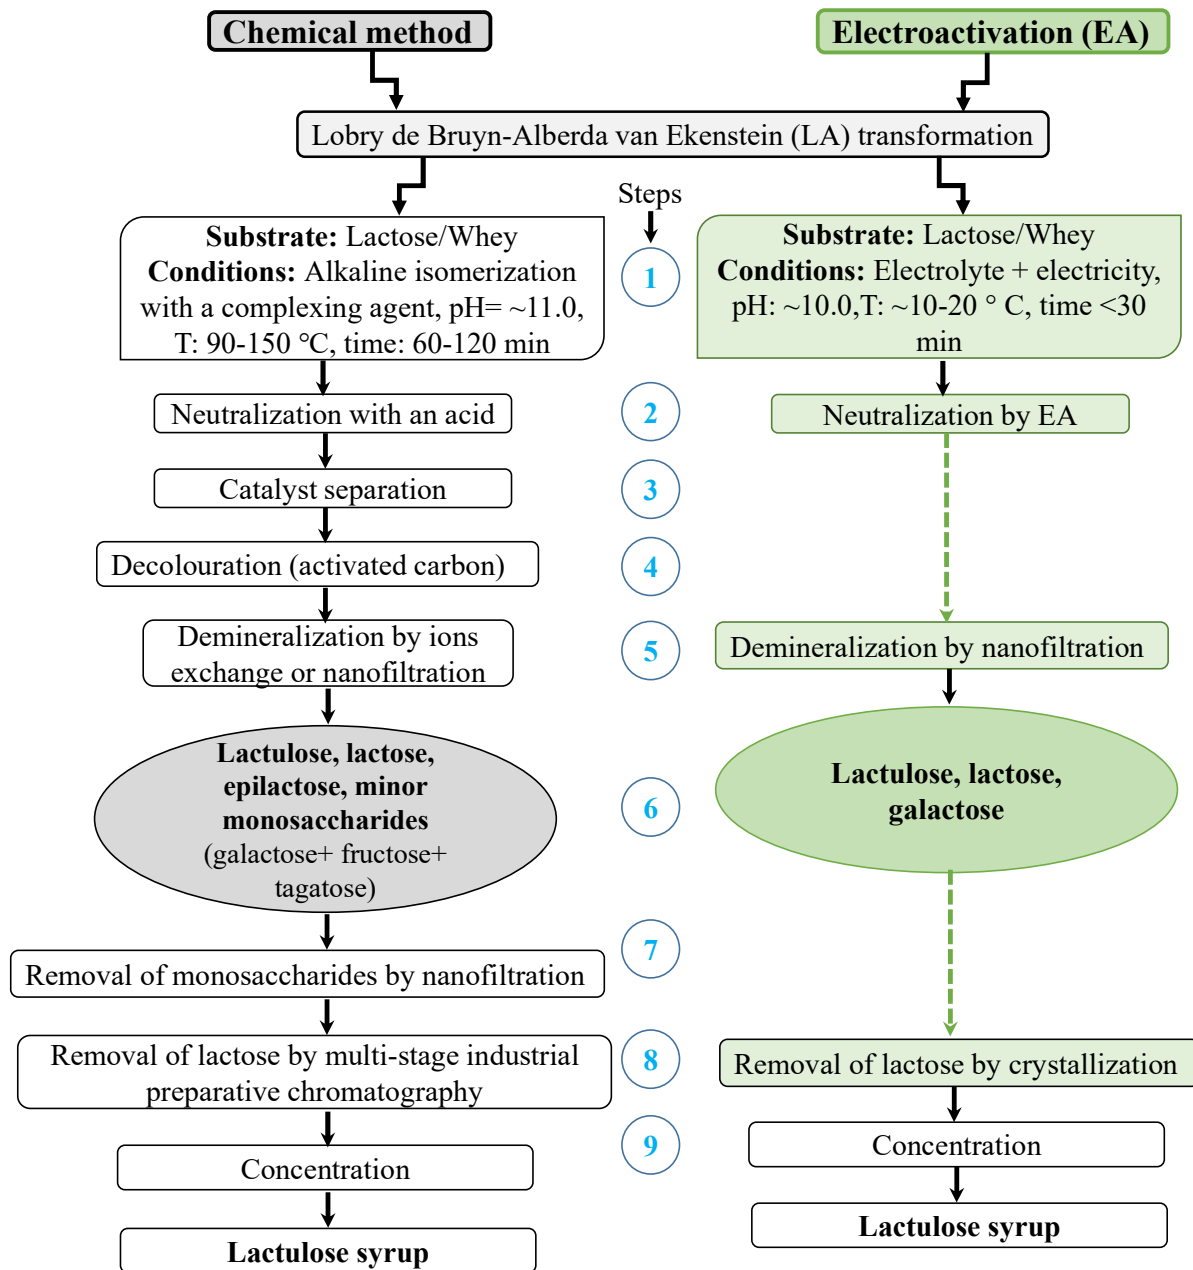 Chemical method
Electroactivation (EA)
Lobry de Bruyn-Alberda van Ekenstein (LA) transformation
Steps
Substrate: Lactose/Whey
Conditions: Alkaline isomerization
with a complexing agent, pH= ~11.0,
T: 90-150 ℃, time: 60-120 min
1
Substrate: Lactose/Whey
Conditions: Electrolyte + electricity,
pH: ~10.0,T: ~10-20 ° C, time <30
min
Neutralization with an acid
2
Neutralization by EA
Catalyst separation
3
Decolouration (activated carbon)
4
Demineralization by ions
exchange or nanofiltration
5
Demineralization by nanofiltration
Lactulose, lactose,
epilactose, minor
monosaccharides
(galactose+ fructose+
tagatose)
6
Lactulose, lactose,
galactose
7
Removal of monosaccharides by nanofiltration
Removal of lactose by multi-stage industrial
preparative chromatography
8
Removal of lactose by crystallization
9
Concentration
Concentration
Lactulose syrup
Lactulose syrup